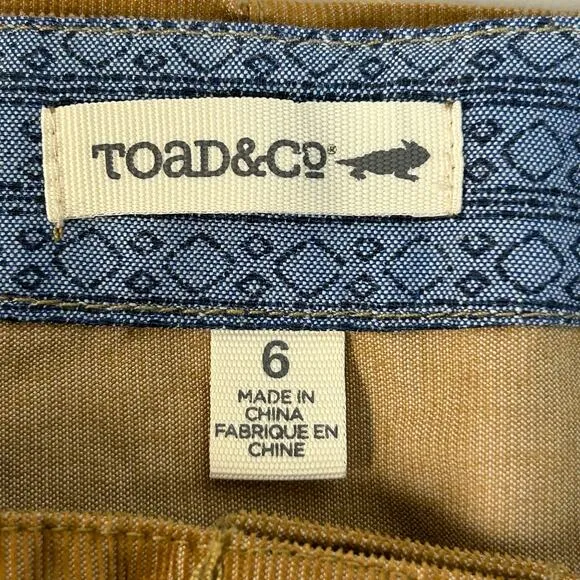 TOAD&CO®
6
MADE IN
CHINA
FABRIQUE EN
CHINE